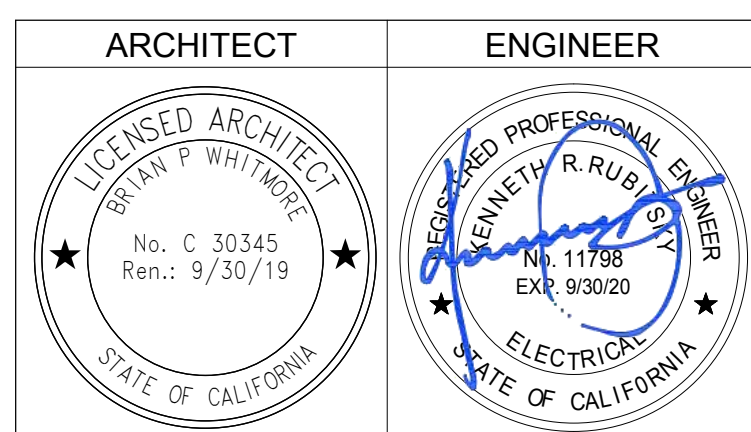 ARCHITECT
ENGINEER
LICENSED ARCHITECT
BRIAN P WHITMORE
No. C 30345
Ren.: 9/30/19
STATE OF CALIFORNIA
REGISTERED PROFESSIONAL ENGINEER
KENNETH R. RUBITSKY
No. 11798
EXP. 9/30/20
ELECTRICAL
STATE OF CALIFORNIA